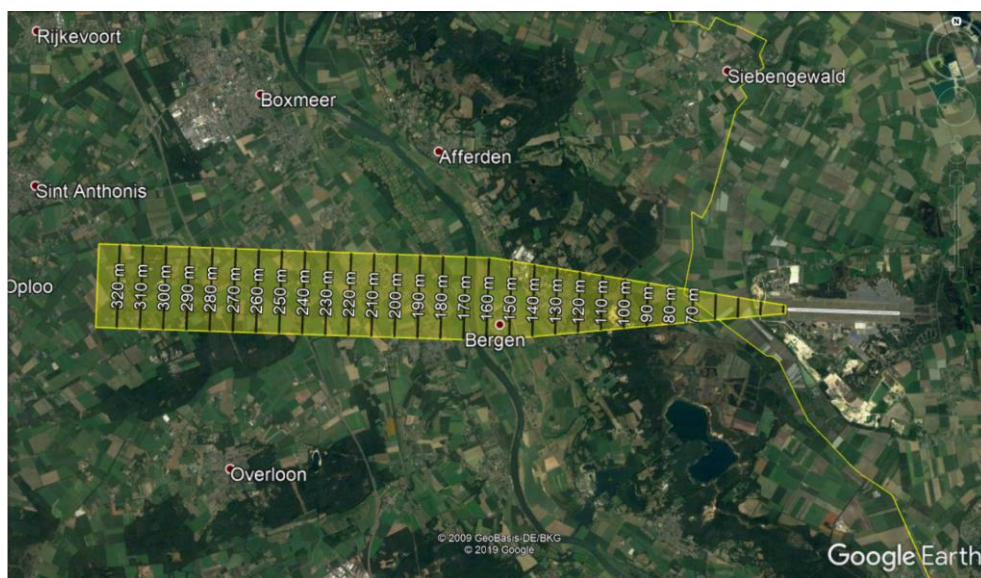 N
Rijkevoort
Siebengewald
Boxmeer
Afferden
Sint Anthonis
Oploo
320 m
310 m
300 m
290 m
280 m
270 m
260 m
250 m
240 m
230 m
220 m
210 m
200 m
190 m
180 m
170 m
160 m
150 m
140 m
130 m
120 m
110 m
100 m
90 m
80 m
70 m
Bergen
Overloon
© 2009 GeoBasis-DE/BKG
© 2019 Google
Google Earth